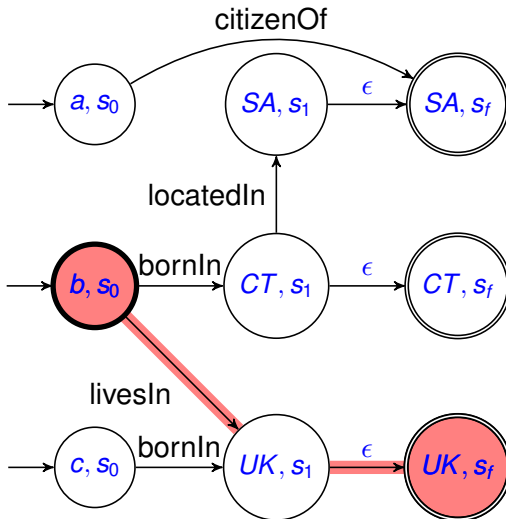 citizenOf
a, s0 SA, s1 ϵ SA, sf
locatedIn
b, s0 bornIn CT, s1 ϵ CT, sf
livesIn
c, s0 bornIn UK, s1 ϵ UK, sf